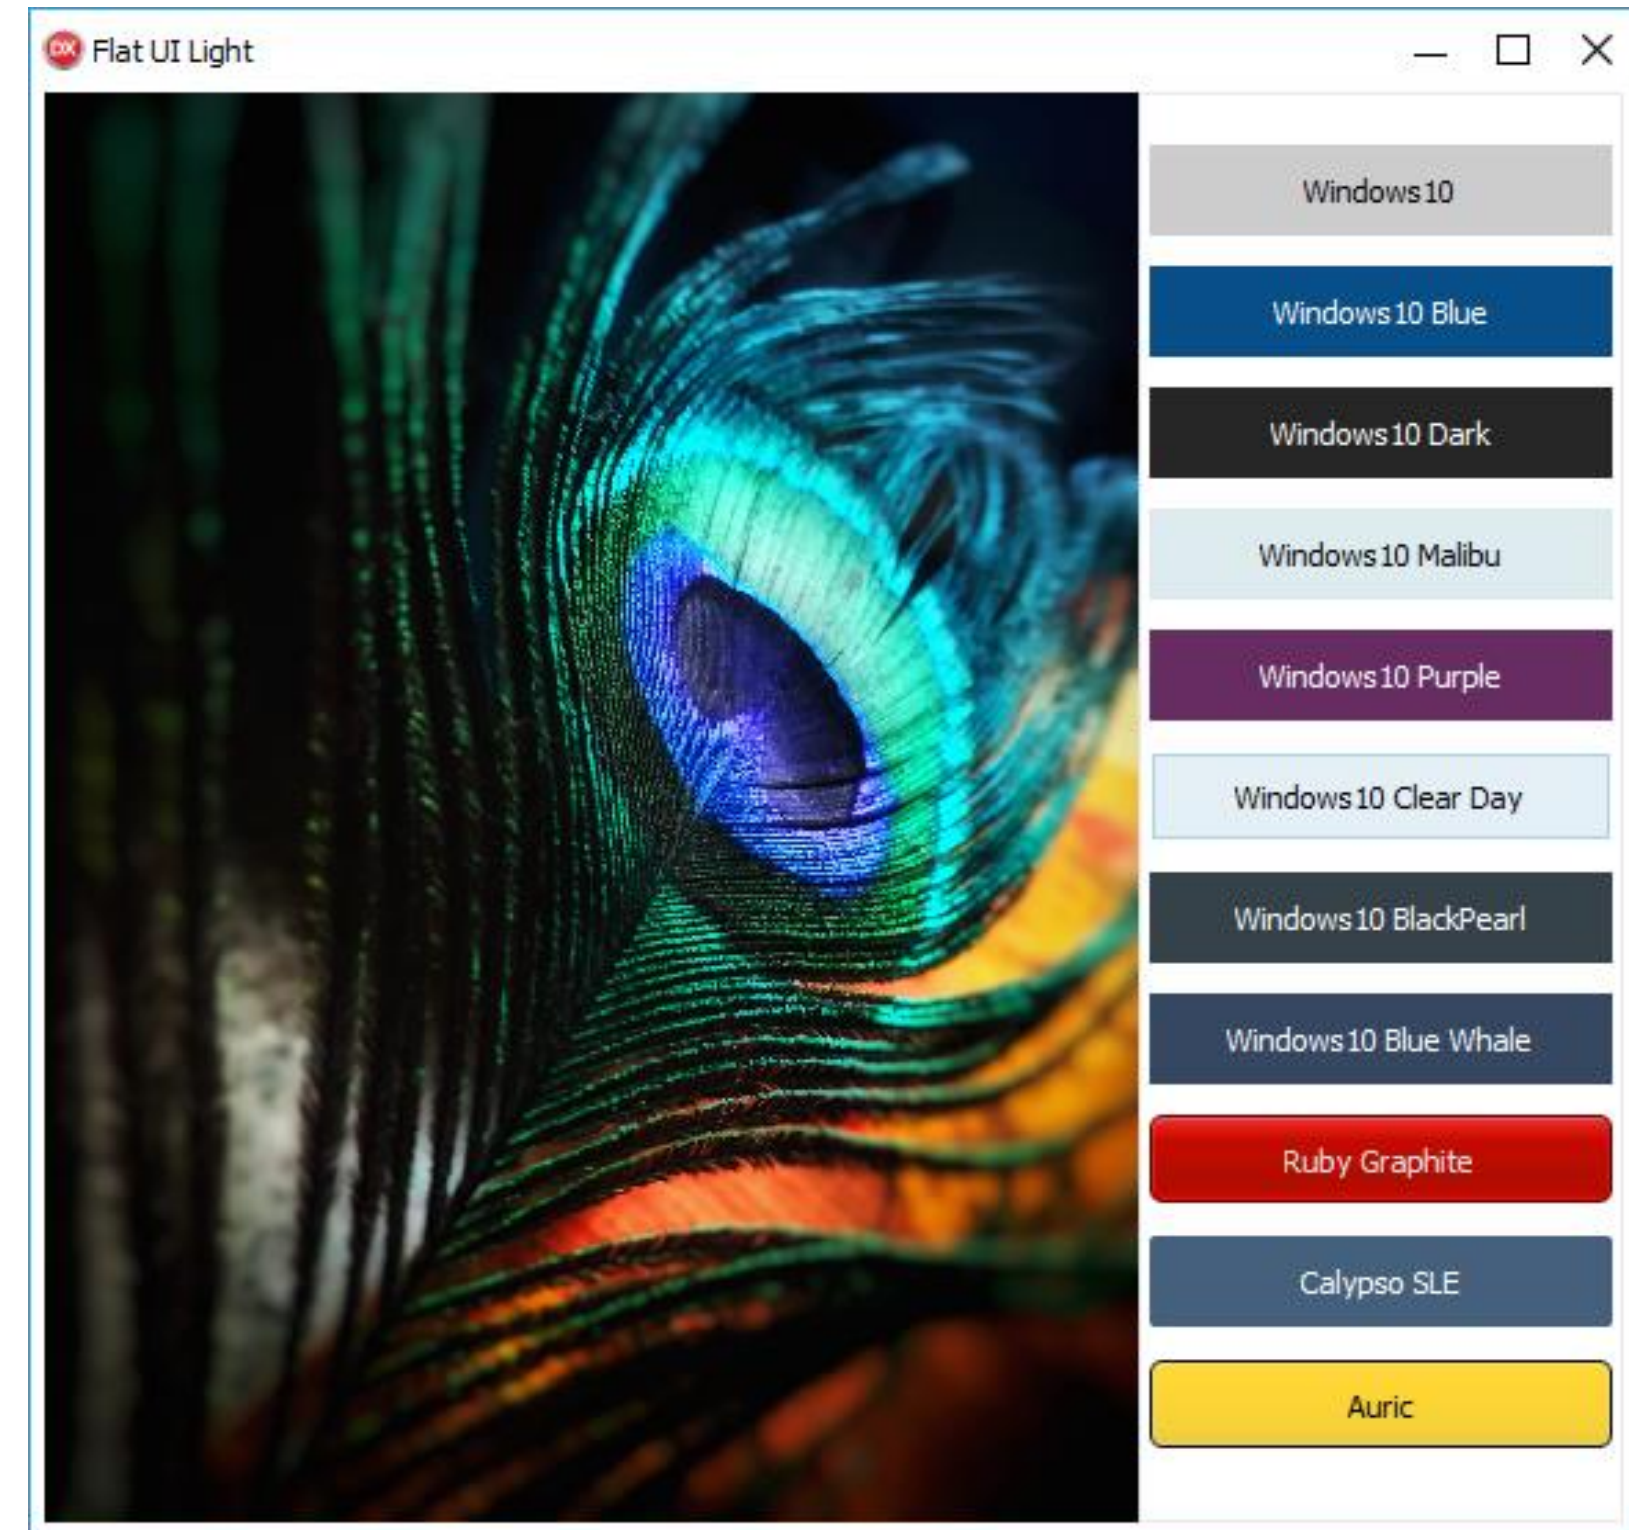 DX Flat UI Light
Windows10
Windows10 Blue
Windows10 Dark
Windows10 Malibu
Windows10 Purple
Windows10 Clear Day
Windows10 BlackPearl
Windows10 Blue Whale
Ruby Graphite
Calypso SLE
Auric